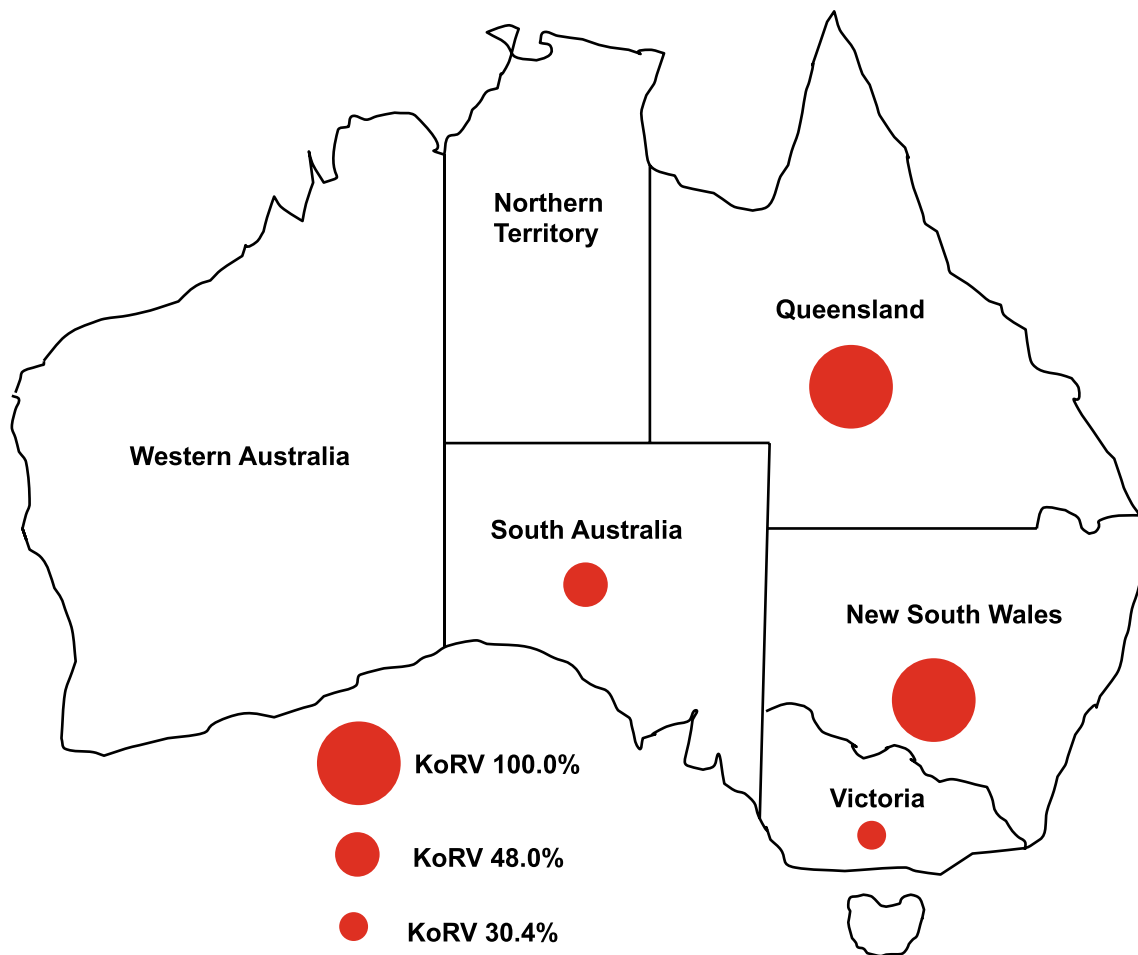 Northern
Territory
Queensland
Western Australia
South Australia
New South Wales
KoRV 100.0%
Victoria
KoRV 48.0%
KoRV 30.4%